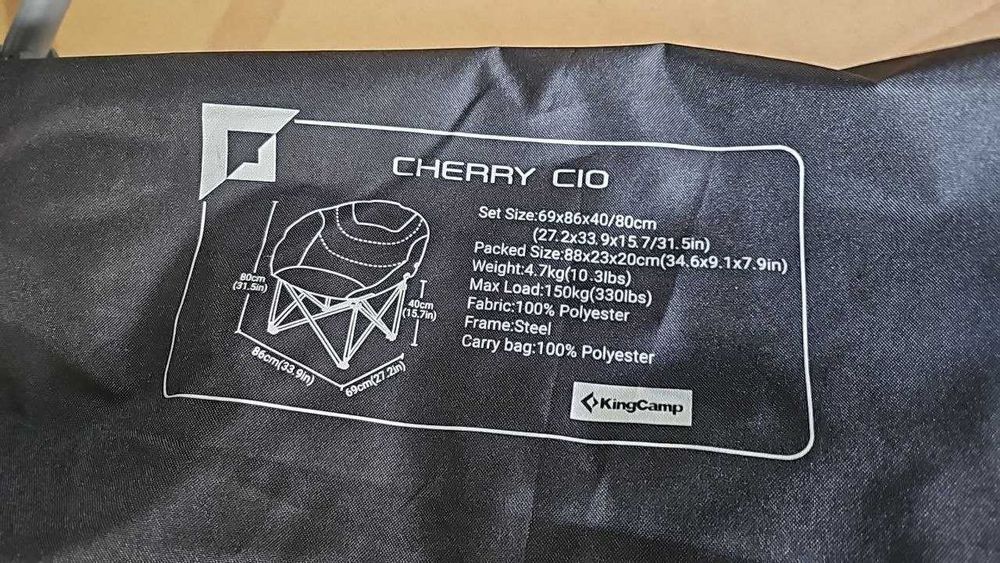 CHERRY C10
Set Size:69x86x40/80cm
(27.2x33.9x15.7/31.5in)
Packed Size:88x23x20cm(34.6x9.1x7.9in)
Weight:4.7kg(10.3lbs)
Max Load:150kg(330lbs)
Fabric:100% Polyester
Frame:Steel
Carry bag:100% Polyester
80cm
(31.5in)
40cm
(15.7in)
86cm(33.9in)
69cm(27.2in)
KingCamp